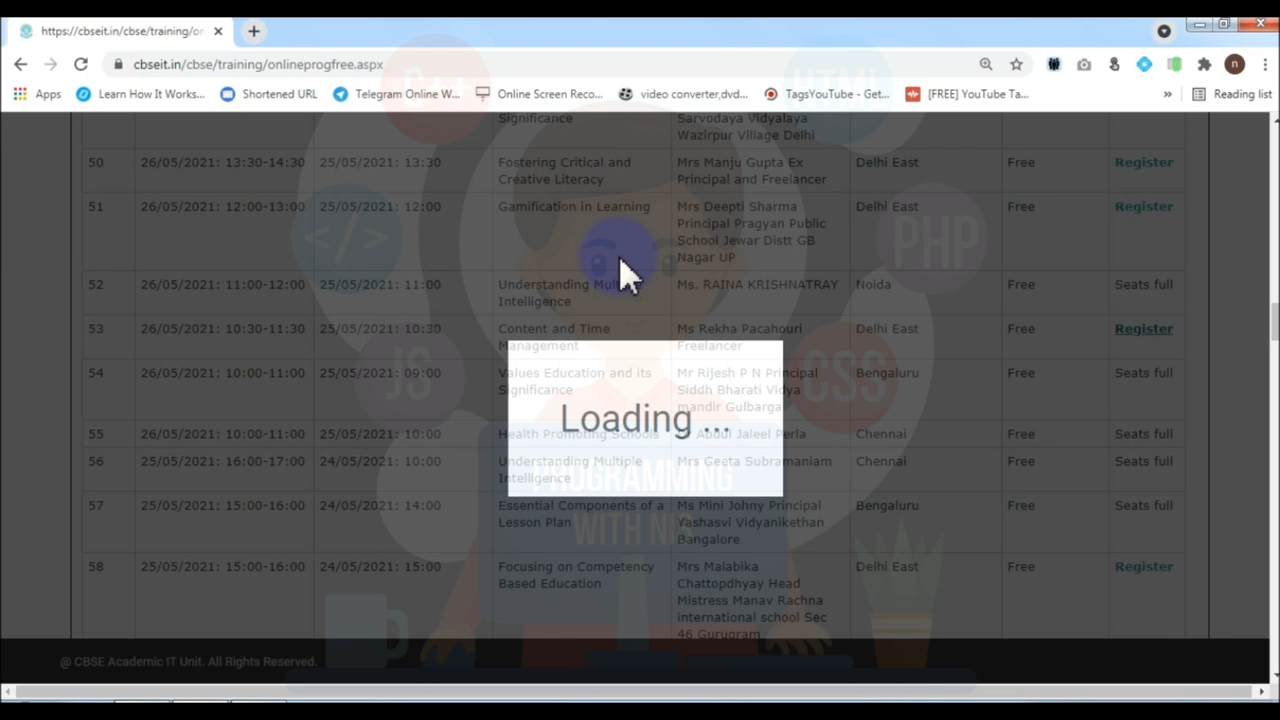 https://cbseit.in/cbse/training/on
cbseit.in/cbse/training/onlineprogfree.aspx
n
Apps Learn How It Works... Shortened URL Telegram Online W... Online Screen Reco... video converter,dvd... TagsYouTube - Get... [FREE] YouTube Ta... » Reading list
Significance Sarvodaya Vidyalaya
Wazirpur Village Delhi
50 26/05/2021: 13:30-14:30 25/05/2021: 13:30 Fostering Critical and Mrs Manju Gupta Ex Delhi East Free Register
Creative Literacy Principal and Freelancer
51 26/05/2021: 12:00-13:00 25/05/2021: 12:00 Gamification in Learning Mrs Deepti Sharma Delhi East Free Register
Principal Pragyan Public
School Jewar Distt GB
Nagar UP
52 26/05/2021: 11:00-12:00 25/05/2021: 11:00 Understanding Multiple Ms. RAINA KRISHNATRAY Noida Free Seats full
Intelligence
53 26/05/2021: 10:30-11:30 25/05/2021: 10:30 Content and Time Ms Rekha Pacahouri Delhi East Free Register
Management Freelancer
54 26/05/2021: 10:00-11:00 25/05/2021: 09:00 Values Education and its Mr Rijesh P N Principal Bengaluru Free Seats full
Significance Siddh Bharati Vidya
mandir Gulbarga
Loading ...
55 26/05/2021: 10:00-11:00 25/05/2021: 10:00 Health Promoting Schools Abdul Jaleel Perla Chennai Free Seats full
56 25/05/2021: 16:00-17:00 24/05/2021: 10:00 Understanding Multiple Mrs Geeta Subramaniam Chennai Free Seats full
Intelligence
57 25/05/2021: 15:00-16:00 24/05/2021: 14:00 Essential Components of a Ms Mini Johny Principal Bengaluru Free Seats full
Lesson Plan Yashasvi Vidyanikethan
Bangalore
58 25/05/2021: 15:00-16:00 24/05/2021: 15:00 Focusing on Competency Mrs Malabika Delhi East Free Register
Based Education Chattopdhyay Head
Mistress Manav Rachna
international school Sec
46 Gurugram
@ CBSE Academic IT Unit. All Rights Reserved.
C++
HTML
</>
PHP
JS
CSS
PROGRAMMING
WITH